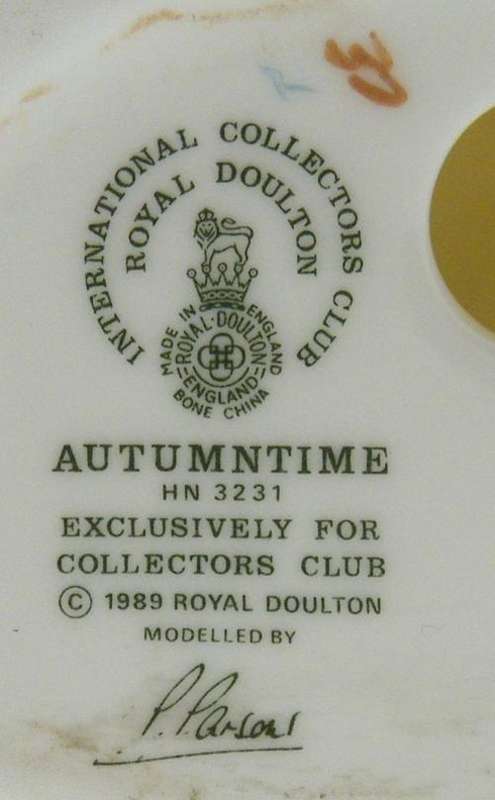 INTERNATIONAL COLLECTORS CLUB
ROYAL DOULTON
MADE IN ENGLAND
ROYAL·DOULTON
ENGLAND
BONE CHINA
AUTUMNTIME
HN 3231
EXCLUSIVELY FOR
COLLECTORS CLUB
© 1989 ROYAL DOULTON
MODELLED BY
P. Parsons